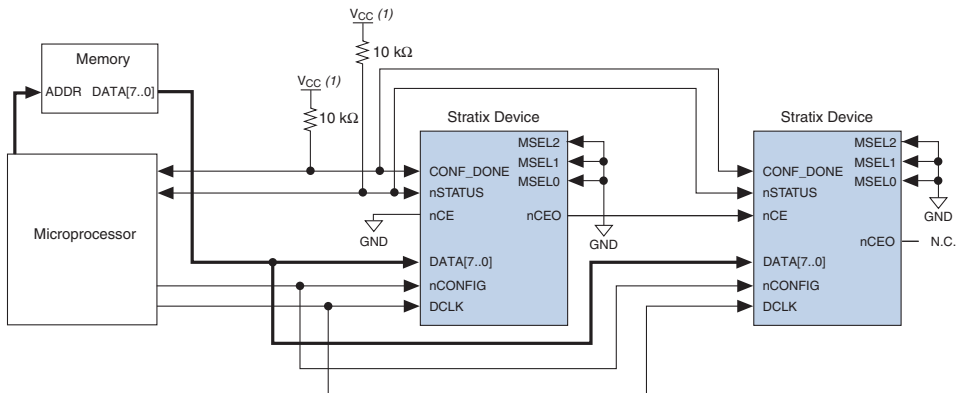 VCC (1)
10 kΩ
VCC (1)
10 kΩ
Memory
ADDR DATA[7..0]
Microprocessor
Stratix Device
MSEL2
MSEL1
MSEL0
CONF_DONE
nSTATUS
nCE
nCEO
GND
GND
DATA[7..0]
nCONFIG
DCLK
Stratix Device
MSEL2
MSEL1
MSEL0
CONF_DONE
nSTATUS
nCE
GND
nCEO
N.C.
DATA[7..0]
nCONFIG
DCLK